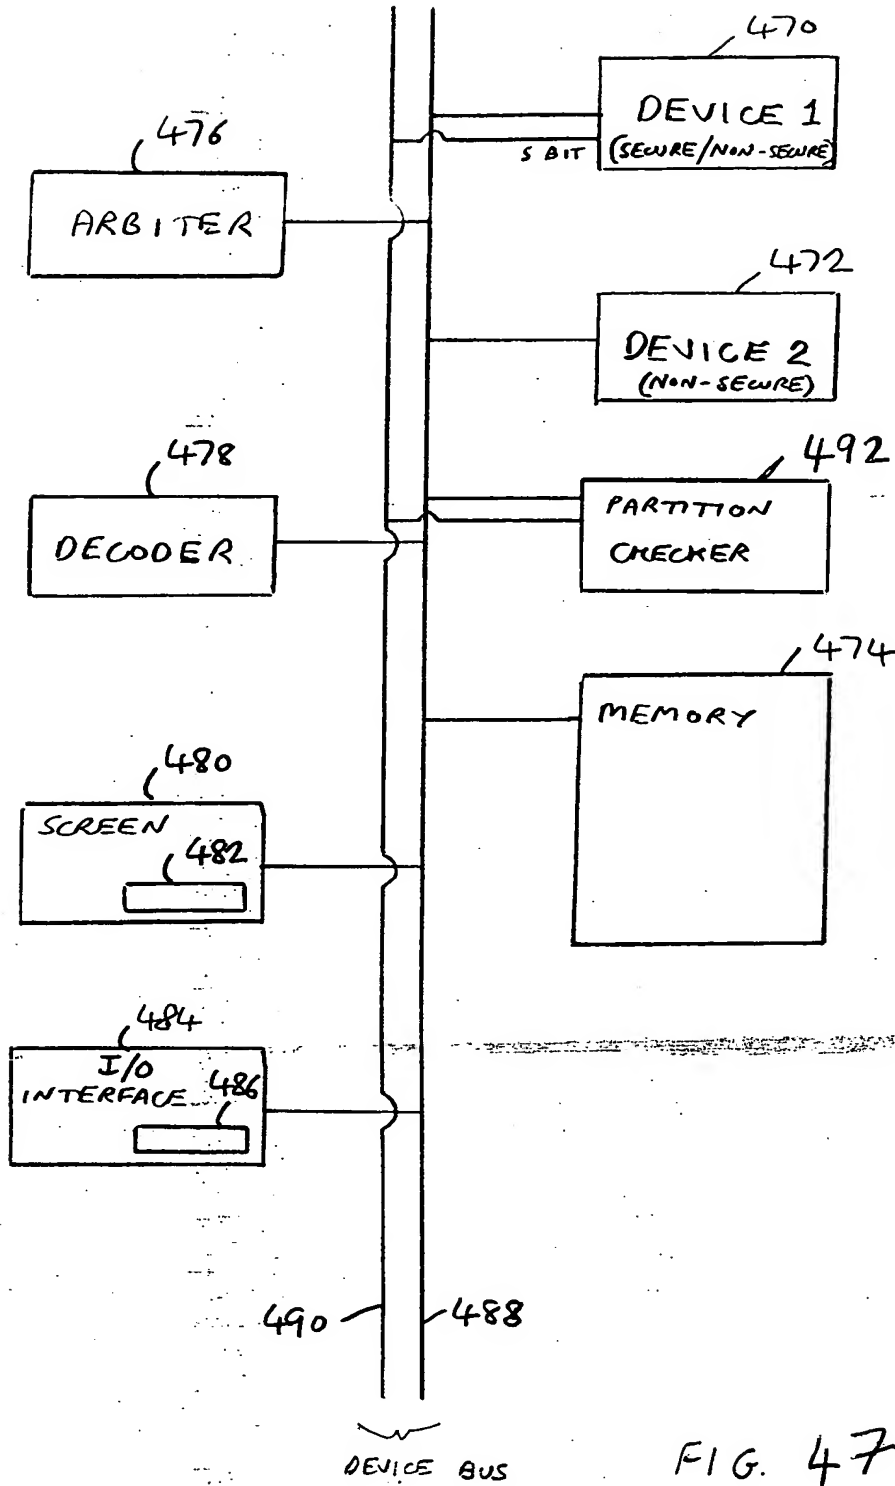 470
DEVICE 1
S BIT
(SECURE/NON-SECURE)
476
ARBITER
472
DEVICE 2
(NON-SECURE)
478
DECODER
492
PARTITION
CHECKER
474
MEMORY
480
SCREEN
482
484
I/O
INTERFACE
486
490
488
DEVICE BUS
FIG. 47